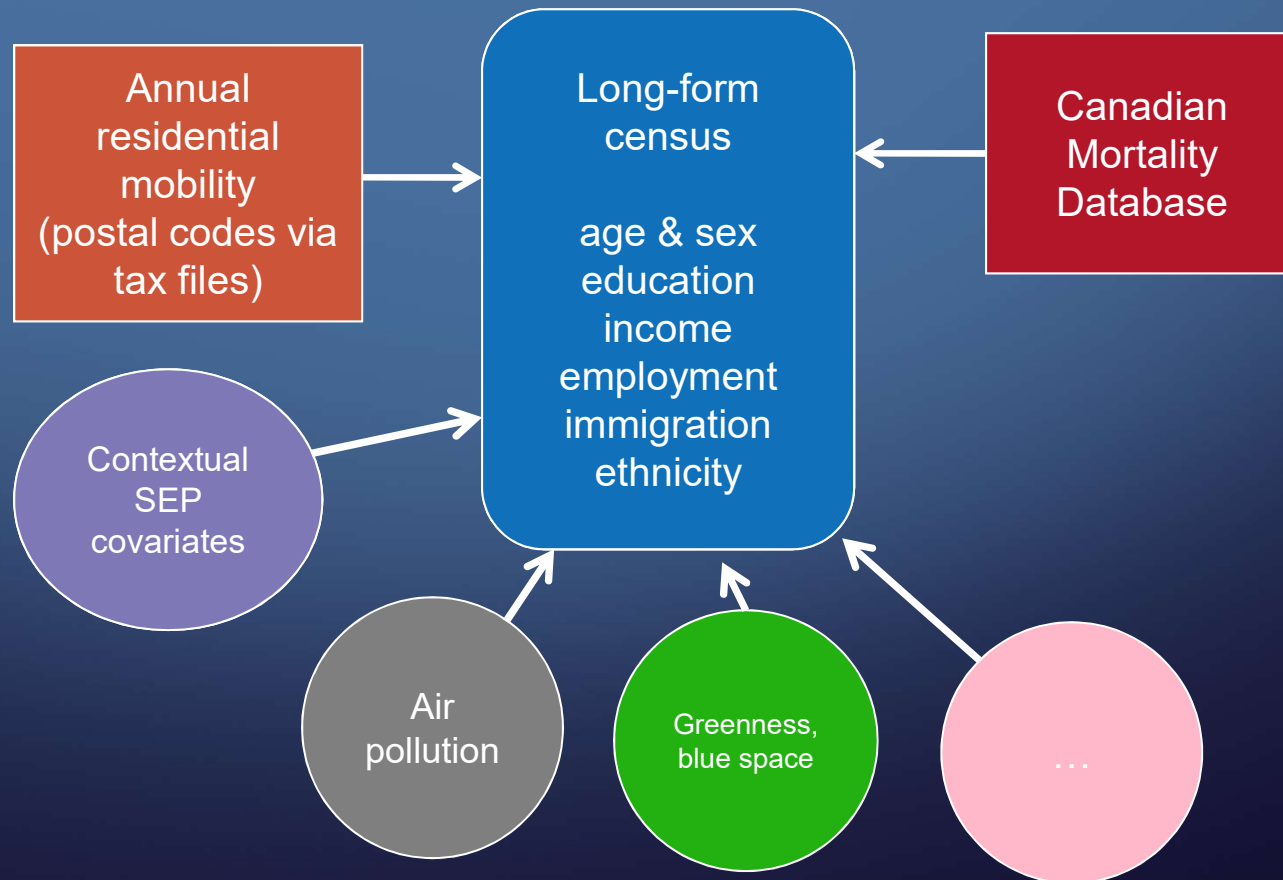 Annual
residential
mobility
(postal codes via
tax files)
Long-form
census
age & sex
education
income
employment
immigration
ethnicity
Canadian
Mortality
Database
Contextual
SEP
covariates
Air
pollution
Greenness,
blue space
...